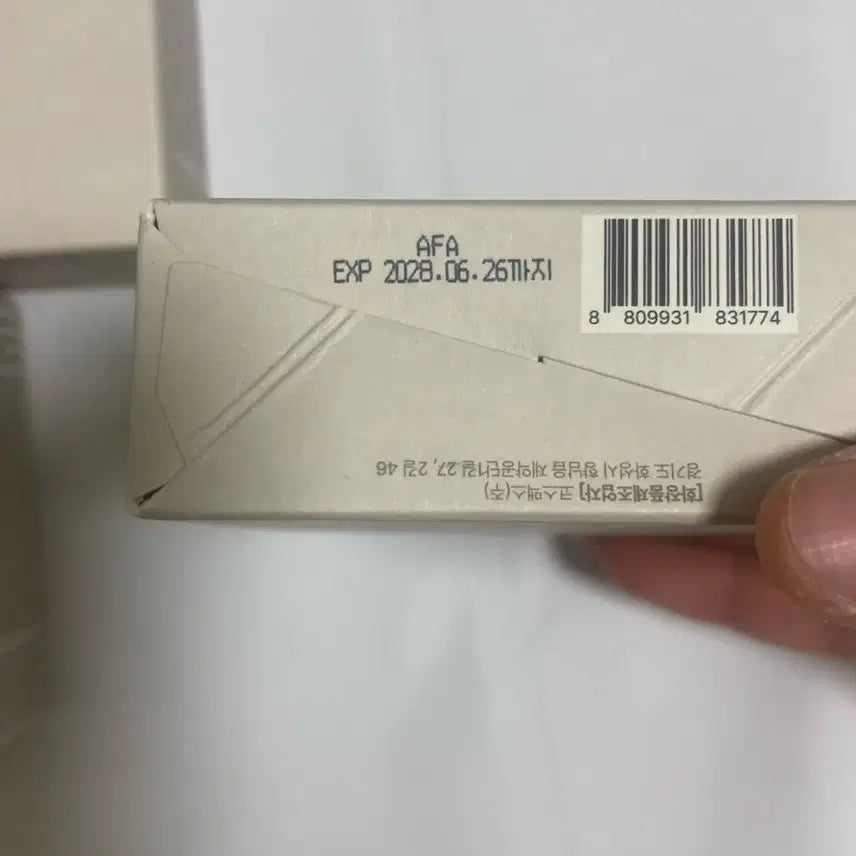 AFA
EXP 2028.06.26까지
8 809931 831774
[화장품제조업자] 코스맥스(주)
경기도 화성시 향남읍 제약공단1길 27, 2길 46